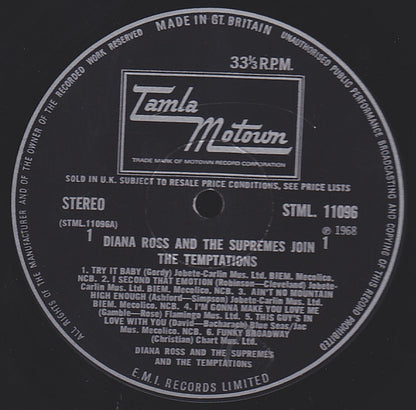 MADE IN GT. BRITAIN
UNAUTHORISED PUBLIC PERFORMANCE BROADCASTING AND COPYING OF THIS RECORD PROHIBITED
ALL RIGHTS OF THE MANUFACTURER AND OF THE OWNER OF THE RECORDED WORK RESERVED
33⅓ R.P.M.
Tamla
Motown
TRADE MARK OF MOTOWN RECORD CORPORATION
SOLD IN U.K. SUBJECT TO RESALE PRICE CONDITIONS, SEE PRICE LISTS
STEREO
STML. 11096
(STML.11096A)
℗ 1968
1
1
DIANA ROSS AND THE SUPREMES JOIN
THE TEMPTATIONS
1. TRY IT BABY (Gordy) Jobete-Carlin Mus. Ltd. BIEM. Mecolico.
NCB. 2. I SECOND THAT EMOTION (Robinson—Cleveland) Jobete-
Carlin Mus. Ltd. BIEM. Mecolico. NCB. 3. AIN'T NO MOUNTAIN
HIGH ENOUGH (Ashford—Simpson) Jobete-Carlin Mus. Ltd.
BIEM. Mecolico. NCB. 4. I'M GONNA MAKE YOU LOVE ME
(Gamble—Rose) Flamingo Mus. Ltd. 5. THIS GUY'S IN
LOVE WITH YOU (David—Bacharach) Blue Seas/Jac
Mus. Mecolico. NCB. 6. FUNKY BROADWAY
(Christian) Chart Mus. Ltd.
DIANA ROSS AND THE SUPREMES
AND THE TEMPTATIONS
E.M.I. RECORDS LIMITED